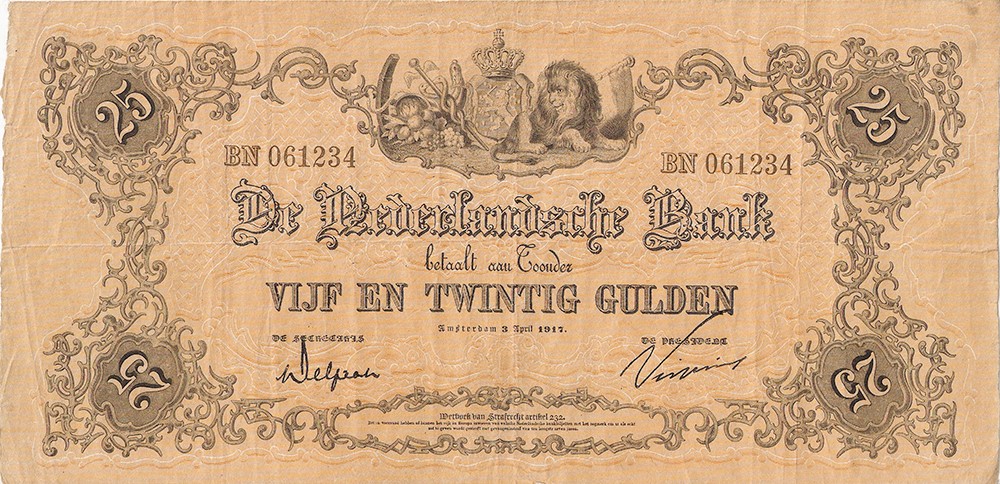 25 25
BN 061234 BN 061234
De Nederlandsche Bank
betaalt aan Toonder
VIJF EN TWINTIG GULDEN
Amsterdam 3 April 1917.
DE SECRETARIS DE PRESIDENT
Wetboek van Strafrecht artikel 232.
25 25